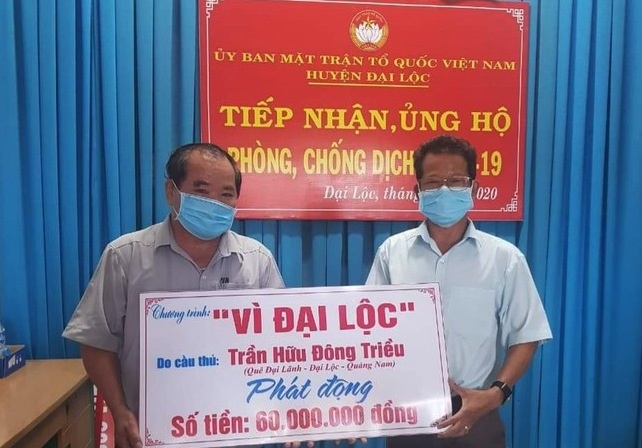 ỦY BAN MẶT TRẬN TỔ QUỐC VIỆT NAM
HUYỆN ĐẠI LỘC
TIẾP NHẬN, ỦNG HỘ
PHÒNG, CHỐNG DỊCH -19
Đại Lộc, tháng 020
Chương trình: "VÌ ĐẠI LỘC"
Do cầu thủ: Trần Hữu Đông Triều
(Quê Đại Lãnh - Đại Lộc - Quảng Nam)
Phát động
Số tiền: 60.000.000 đồng